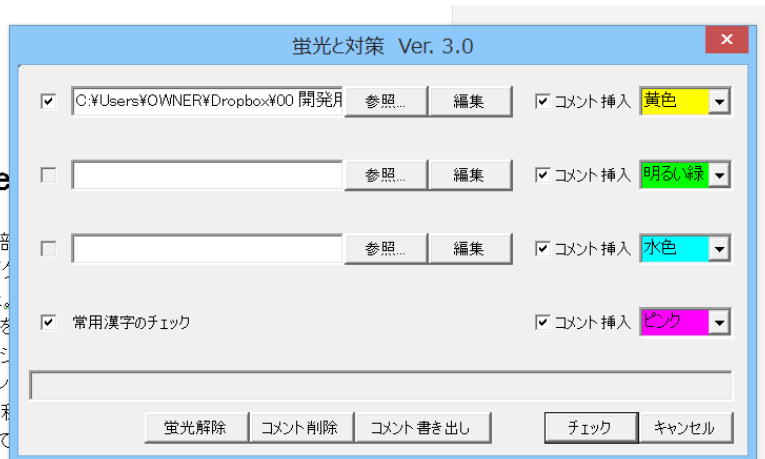 蛍光と対策 Ver. 3.0
C:¥Users¥OWNER¥Dropbox¥00 開発用 参照... 編集 コメント挿入 黄色
参照... 編集 コメント挿入 明るい緑
参照... 編集 コメント挿入 水色
常用漢字のチェック コメント挿入 ピンク
蛍光解除 コメント削除 コメント書き出し チェック キャンセル